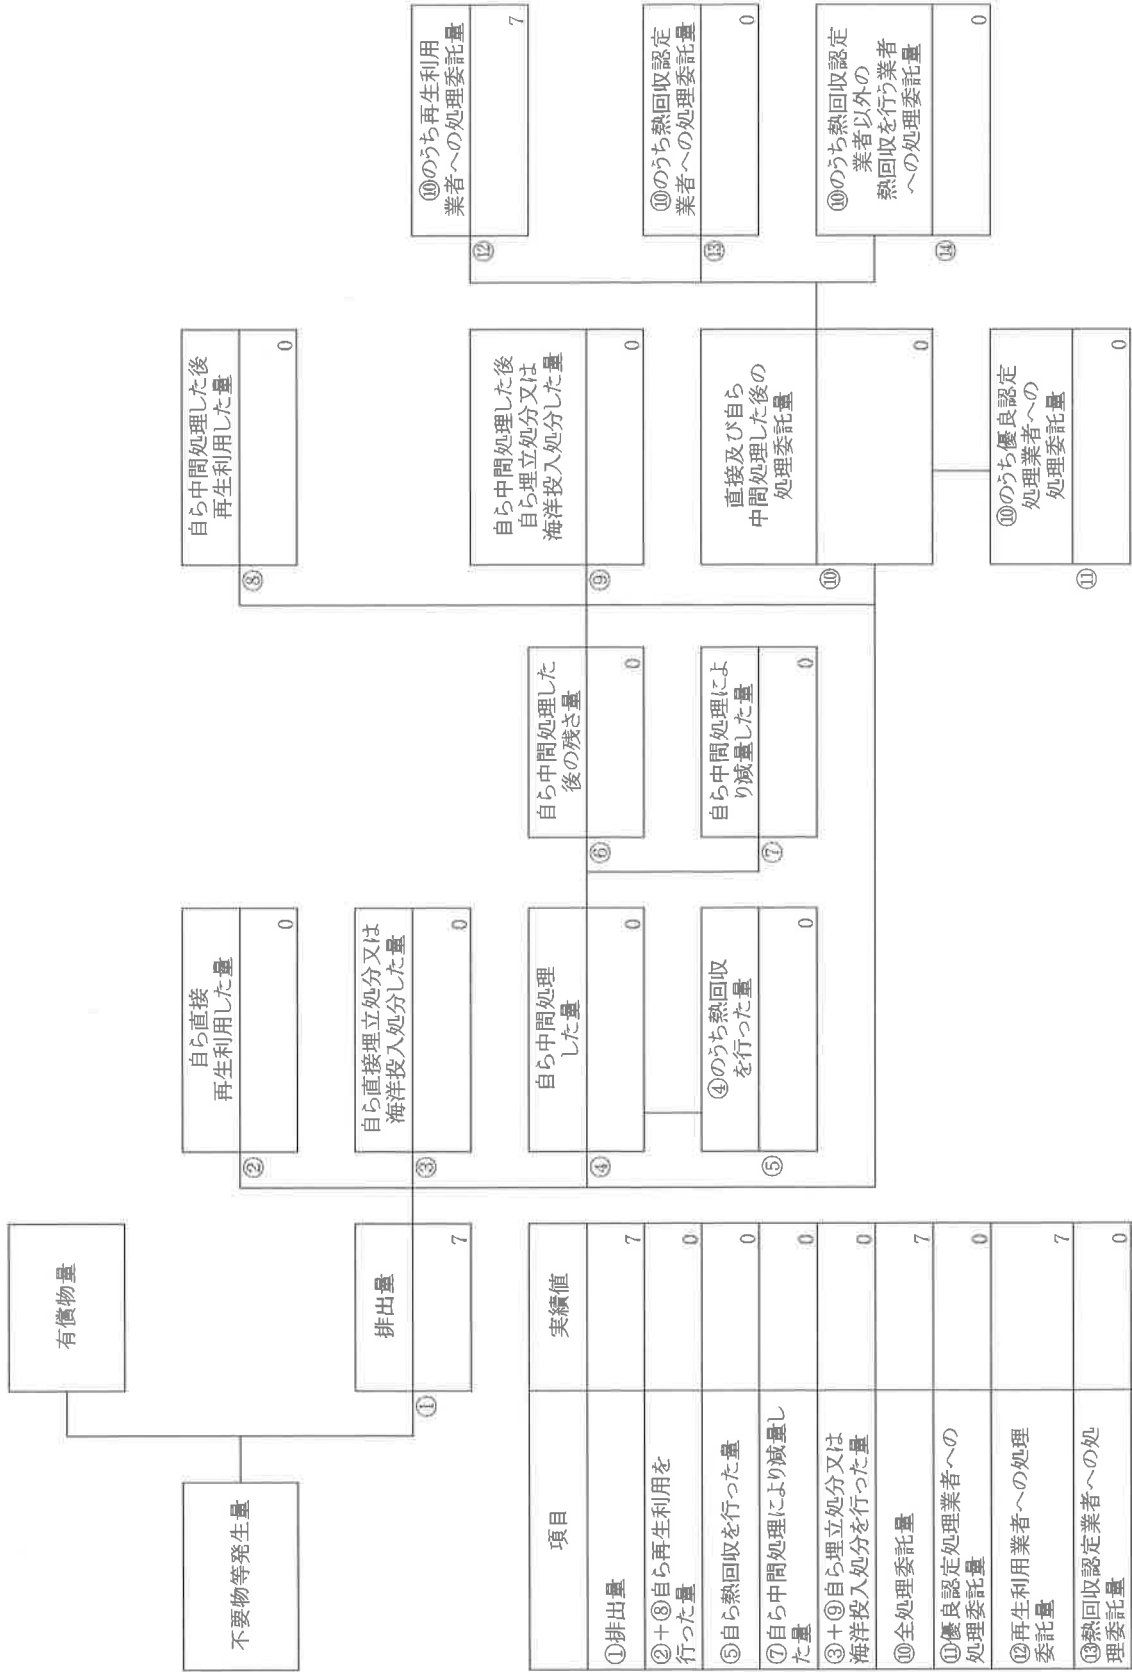 不要物等発生量
有償物量
排出量
①
7
自ら直接
再生利用した量
②
0
自ら直接埋立処分又は
海洋投入処分した量
③
0
自ら中間処理
した量
④
0
④のうち熱回収
を行った量
⑤
0
自ら中間処理した
後の残さ量
⑥
0
自ら中間処理によ
り減量した量
⑦
0
自ら中間処理した後
再生利用した量
⑧
0
自ら中間処理した後
自ら埋立処分又は
海洋投入処分した量
⑨
0
直接及び自ら
中間処理した後の
処理委託量
⑩
0
⑩のうち優良認定
処理業者への
処理委託量
⑪
0
⑩のうち再生利用
業者への処理委託量
⑫
7
⑩のうち熱回収認定
業者への処理委託量
⑬
0
⑩のうち熱回収認定
業者以外の
熱回収を行う業者
への処理委託量
⑭
0
項目 実績値
①排出量 7
②+⑧自ら再生利用を
行った量 0
⑤自ら熱回収を行った量 0
⑦自ら中間処理により減量し
た量 0
③+⑨自ら埋立処分又は
海洋投入処分を行った量 0
⑩全処理委託量 7
⑪優良認定処理業者への
処理委託量 0
⑫再生利用業者への処理
委託量 7
⑬熱回収認定業者への処
理委託量 0